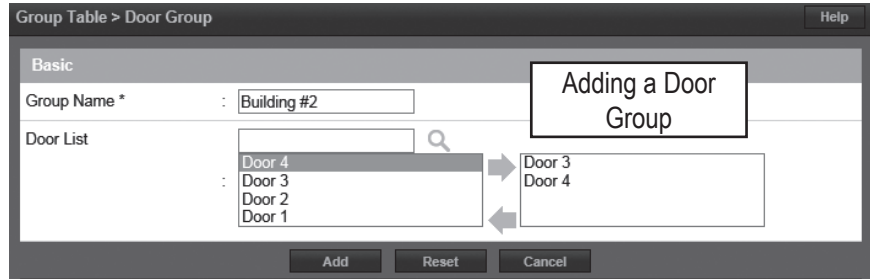 Group Table > Door Group
Help
Basic
Adding a Door
Group
Group Name * : Building #2
Door List
:
Door 4
Door 3
Door 2
Door 1
Door 3
Door 4
Add Reset Cancel